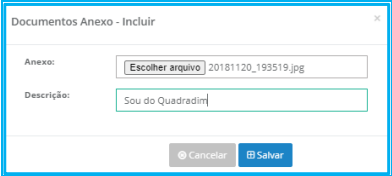 Documentos Anexo - Incluir ×
Anexo: Escolher arquivo 20181120_193519.jpg
Descrição: Sou do Quadradim
Cancelar Salvar